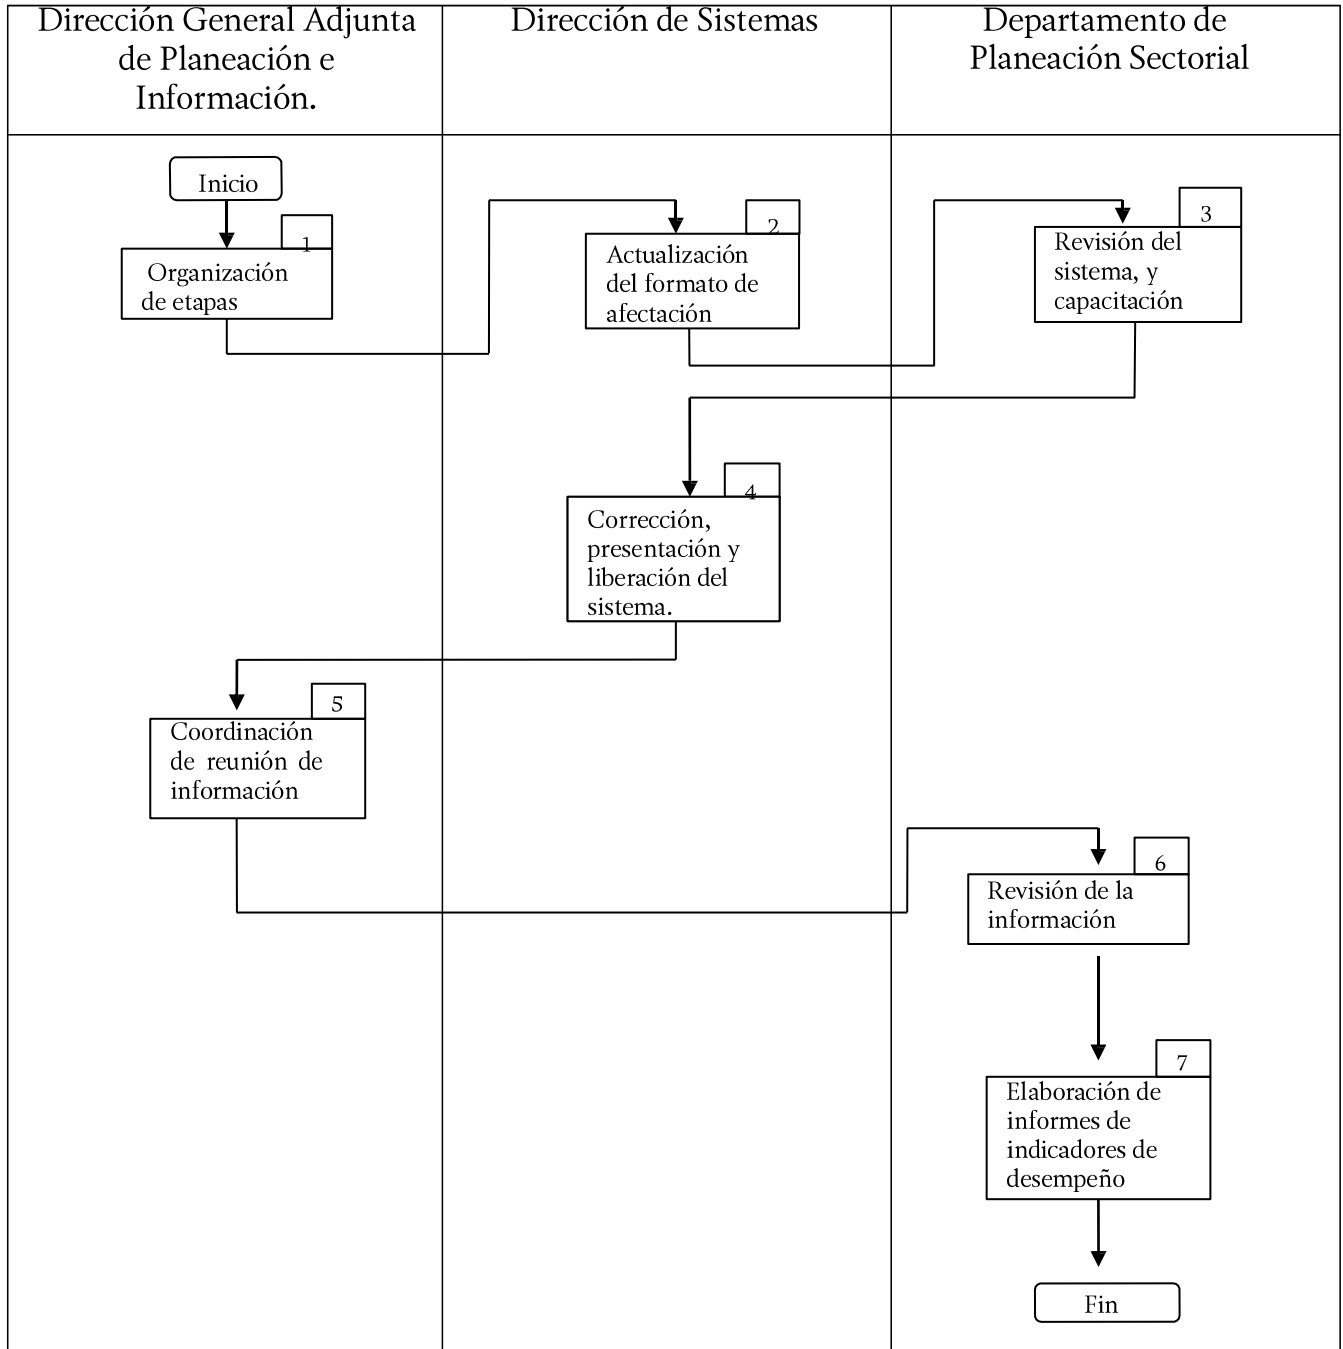 Dirección General Adjunta
de Planeación e
Información.
Dirección de Sistemas
Departamento de
Planeación Sectorial
Inicio
1
Organización
de etapas
2
Actualización
del formato de
afectación
3
Revisión del
sistema, y
capacitación
4
Corrección,
presentación y
liberación del
sistema.
5
Coordinación
de reunión de
información
6
Revisión de la
información
7
Elaboración de
informes de
indicadores de
desempeño
Fin